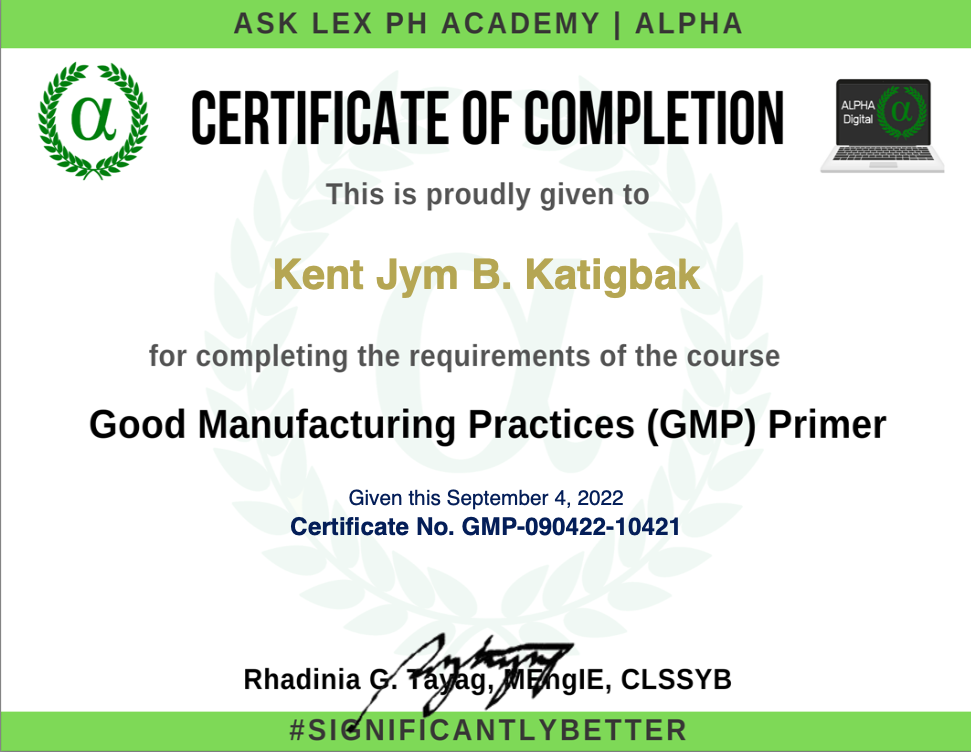 ASK LEX PH ACADEMY | ALPHA
α
CERTIFICATE OF COMPLETION
ALPHA
Digital
α
This is proudly given to
Kent Jym B. Katigbak
for completing the requirements of the course
Good Manufacturing Practices (GMP) Primer
Given this September 4, 2022
Certificate No. GMP-090422-10421
Rhadinia G. Tayag, MEngIE, CLSSYB
#SIGNIFICANTLYBETTER